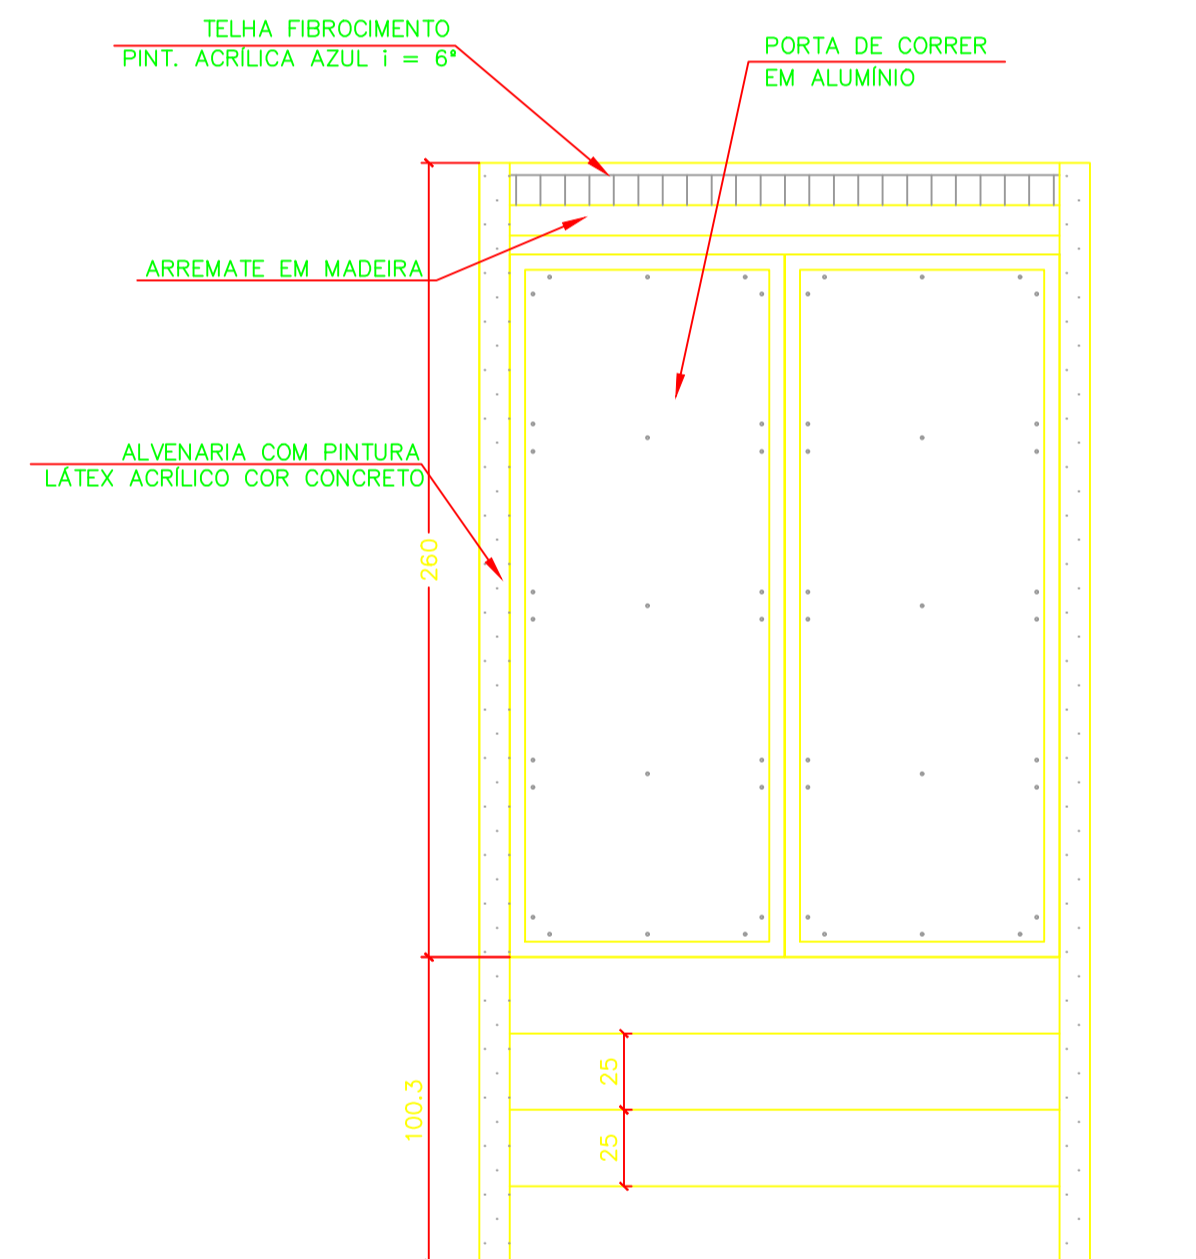 TELHA FIBROCIMENTO
PINT. ACRÍLICA AZUL i = 6ª
PORTA DE CORRER
EM ALUMÍNIO
ARREMATE EM MADEIRA
ALVENARIA COM PINTURA
LÁTEX ACRÍLICO COR CONCRETO
260
100.3
25
25